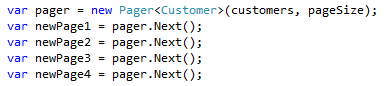 var pager = new Pager<Customer>(customers, pageSize);
var newPage1 = pager.Next();
var newPage2 = pager.Next();
var newPage3 = pager.Next();
var newPage4 = pager.Next();